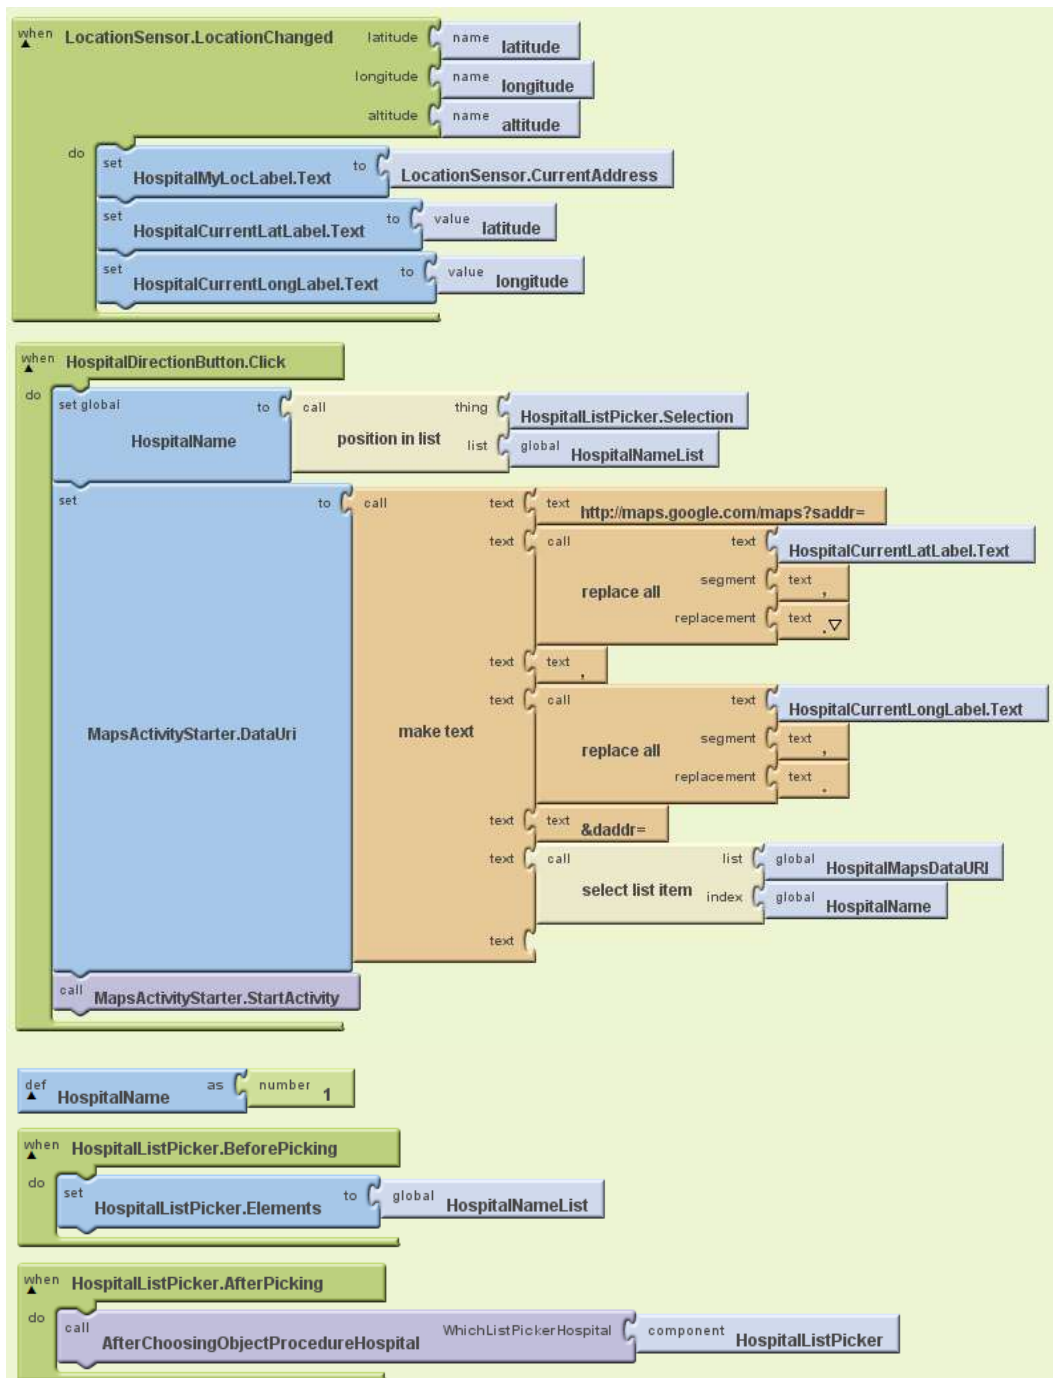 when LocationSensor.LocationChanged latitude name latitude
longitude name longitude
altitude name altitude
do set HospitalMyLocLabel.Text to LocationSensor.CurrentAddress
set HospitalCurrentLatLabel.Text to value latitude
set HospitalCurrentLongLabel.Text to value longitude
when HospitalDirectionButton.Click
do set global HospitalName to call position in list thing HospitalListPicker.Selection
list global HospitalNameList
set MapsActivityStarter.DataUri to call make text text text http://maps.google.com/maps?saddr=
text call replace all text HospitalCurrentLatLabel.Text
segment text ,
replacement text .
text text ,
text call replace all text HospitalCurrentLongLabel.Text
segment text ,
replacement text .
text text &daddr=
text call select list item list global HospitalMapsDataURI
index global HospitalName
text
call MapsActivityStarter.StartActivity
def HospitalName as number 1
when HospitalListPicker.BeforePicking
do set HospitalListPicker.Elements to global HospitalNameList
when HospitalListPicker.AfterPicking
do call AfterChoosingObjectProcedureHospital WhichListPickerHospital component HospitalListPicker